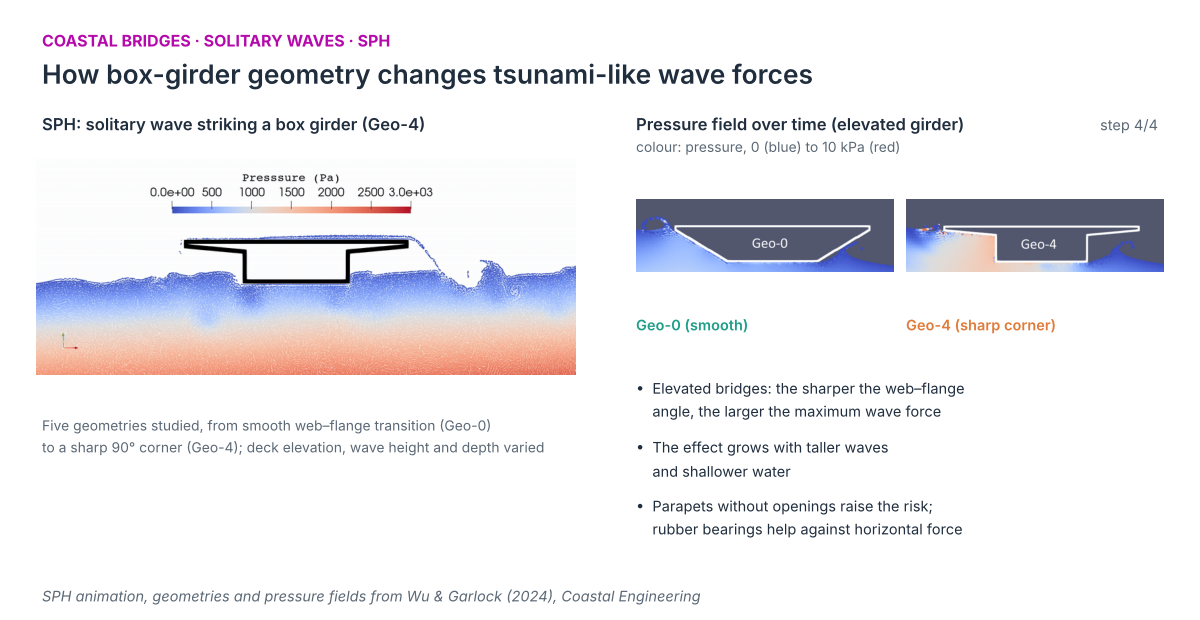 COASTAL BRIDGES · SOLITARY WAVES · SPH
How box-girder geometry changes tsunami-like wave forces
SPH: solitary wave striking a box girder (Geo-4)
Presssure (Pa)
0.0e+00 500 1000 1500 2000 2500 3.0e+03
Five geometries studied, from smooth web–flange transition (Geo-0)
to a sharp 90° corner (Geo-4); deck elevation, wave height and depth varied
Pressure field over time (elevated girder)
step 4/4
colour: pressure, 0 (blue) to 10 kPa (red)
Geo-0
Geo-4
Geo-0 (smooth)
Geo-4 (sharp corner)
• Elevated bridges: the sharper the web–flange
angle, the larger the maximum wave force
• The effect grows with taller waves
and shallower water
• Parapets without openings raise the risk;
rubber bearings help against horizontal force
SPH animation, geometries and pressure fields from Wu & Garlock (2024), Coastal Engineering